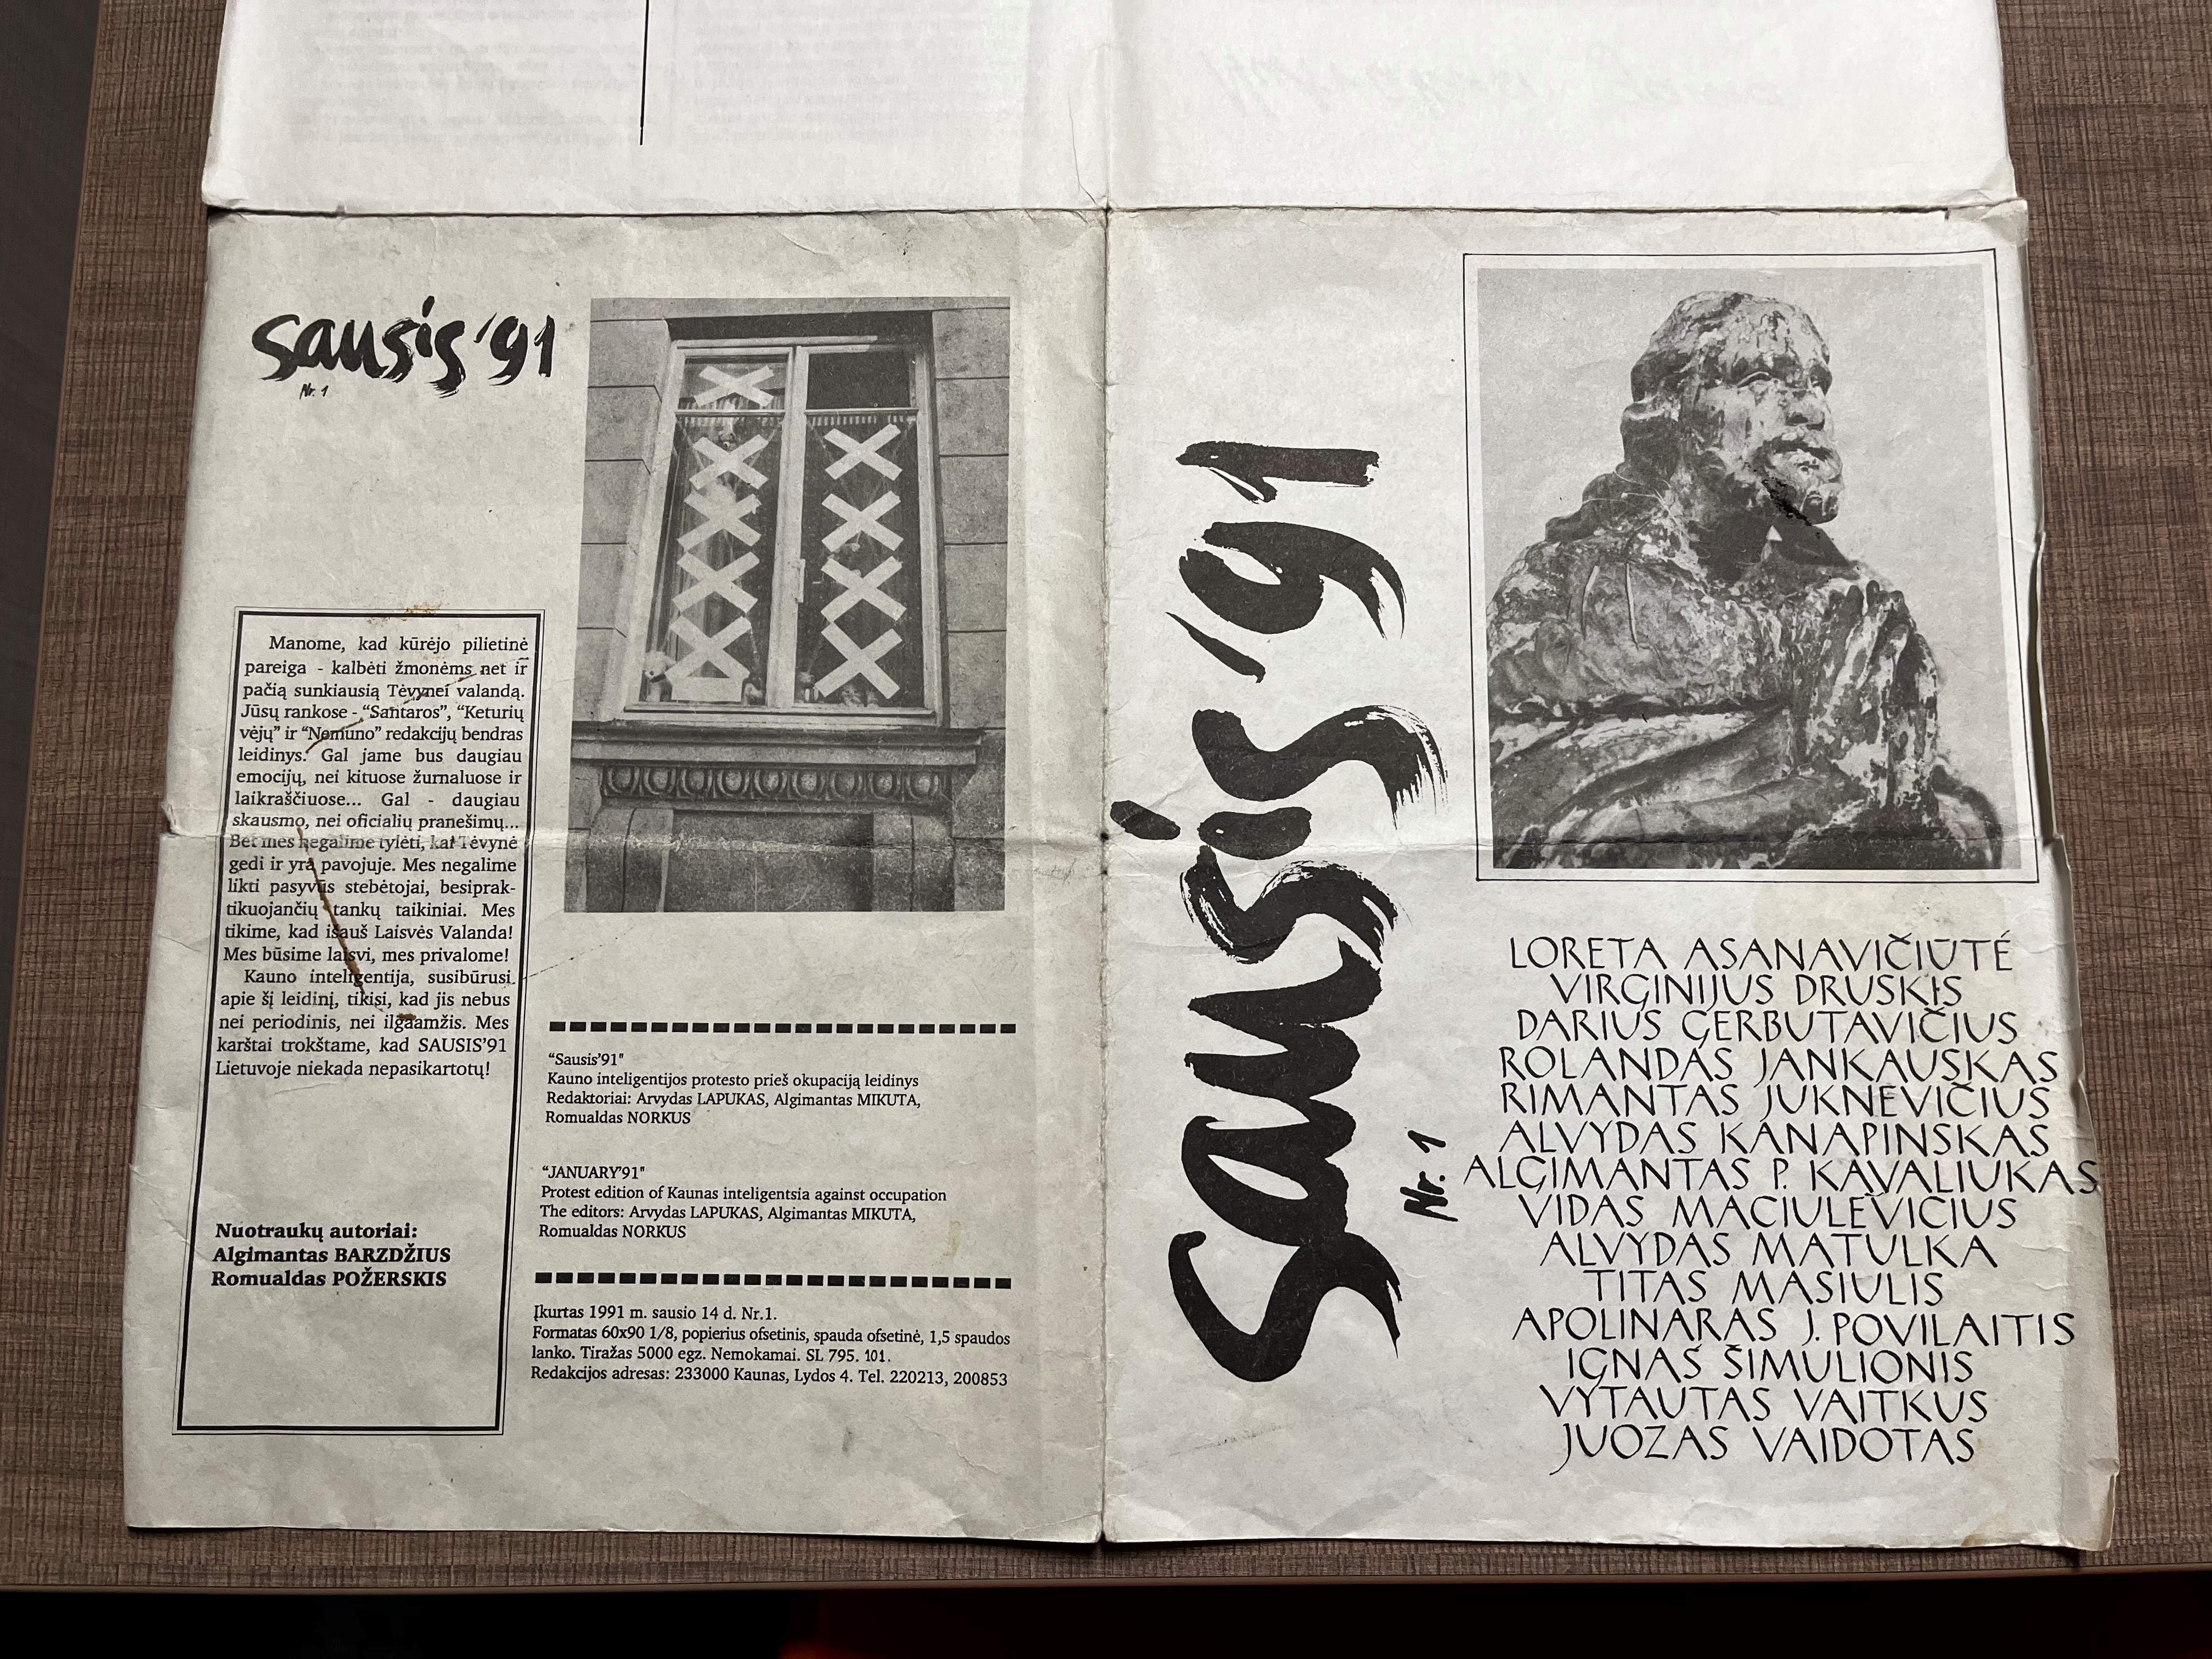 sausis'91
Nr. 1
Manome, kad kūrėjo pilietinė
pareiga - kalbėti žmonėms net ir
pačią sunkiausią Tėvynei valandą.
Jūsų rankose - “Santaros”, “Keturių
vėjų” ir “Nemuno” redakcijų bendras
leidinys. Gal jame bus daugiau
emocijų, nei kituose žurnaluose ir
laikraščiuose... Gal - daugiau
skausmo, nei oficialių pranešimų...
Bet mes negalime tylėti, kai Tėvynė
gedi ir yra pavojuje. Mes negalime
likti pasyvūs stebėtojai, besiprak-
tikuojančių tankų taikiniai. Mes
tikime, kad išauš Laisvės Valanda!
Mes būsime laisvi, mes privalome!
Kauno inteligentija, susibūrusi
apie šį leidinį, tikisi, kad jis nebus
nei periodinis, nei ilgaamžis. Mes
karštai trokštame, kad SAUSIS'91
Lietuvoje niekada nepasikartotų!
Nuotraukų autoriai:
Algimantas BARZDŽIUS
Romualdas POŽERSKIS
“Sausis'91"
Kauno inteligentijos protesto prieš okupaciją leidinys
Redaktoriai: Arvydas LAPUKAS, Algimantas MIKUTA,
Romualdas NORKUS
“JANUARY'91"
Protest edition of Kaunas inteligentsia against occupation
The editors: Arvydas LAPUKAS, Algimantas MIKUTA,
Romualdas NORKUS
Įkurtas 1991 m. sausio 14 d. Nr.1.
Formatas 60x90 1/8, popierius ofsetinis, spauda ofsetinė, 1,5 spaudos
lanko. Tiražas 5000 egz. Nemokamai. SL 795. 101.
Redakcijos adresas: 233000 Kaunas, Lydos 4. Tel. 220213, 200853
sausis'91
Nr. 1
LORETA ASANAVIČIŪTĖ
VIRGINIJUS DRUSKIS
DARIUS GERBUTAVIČIUS
ROLANDAS JANKAUSKAS
RIMANTAS JUKNEVIČIUS
ALVYDAS KANAPINSKAS
ALGIMANTAS P. KAVALIUKAS
VIDAS MACIULEVIČIUS
ALVYDAS MATULKA
TITAS MASIULIS
APOLINARAS J. POVILAITIS
IGNAS ŠIMULIONIS
VYTAUTAS VAITKUS
JUOZAS VAIDOTAS